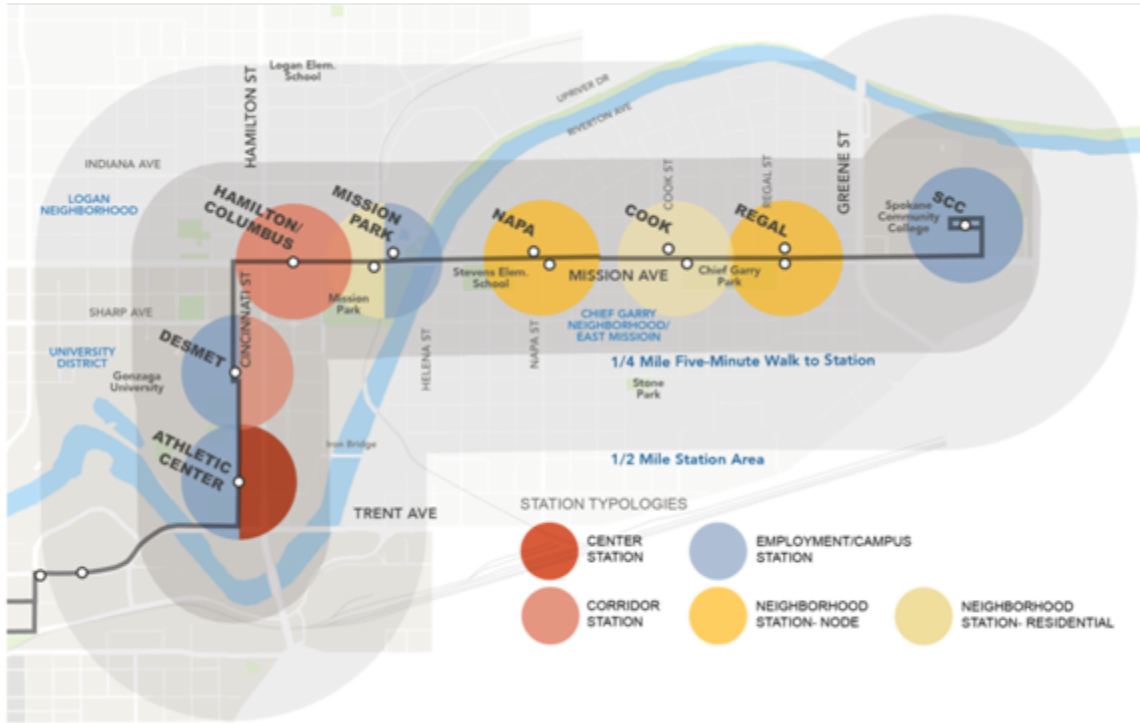 Logan Elem.
School
HAMILTON ST
UPRIVER DR
RIVERTON AVE
INDIANA AVE
LOGAN
NEIGHBORHOOD
HAMILTON/
COLUMBUS
MISSION
PARK
NAPA
COOK ST
COOK
REGAL ST
REGAL
GREENE ST
Spokane
Community
College
SCC
Stevens Elem.
School
MISSION AVE
Chief Garry
Park
Mission
Park
SHARP AVE
CINCINNATI ST
CHIEF GARRY
NEIGHBORHOOD/
EAST MISSIOIN
UNIVERSITY
DISTRICT
DESMET
Gonzaga
University
HELENA ST
NAPA ST
1/4 Mile Five-Minute Walk to Station
Stone
Park
ATHLETIC
CENTER
Iron Bridge
1/2 Mile Station Area
TRENT AVE
STATION TYPOLOGIES
CENTER
STATION
EMPLOYMENT/CAMPUS
STATION
CORRIDOR
STATION
NEIGHBORHOOD
STATION- NODE
NEIGHBORHOOD
STATION- RESIDENTIAL